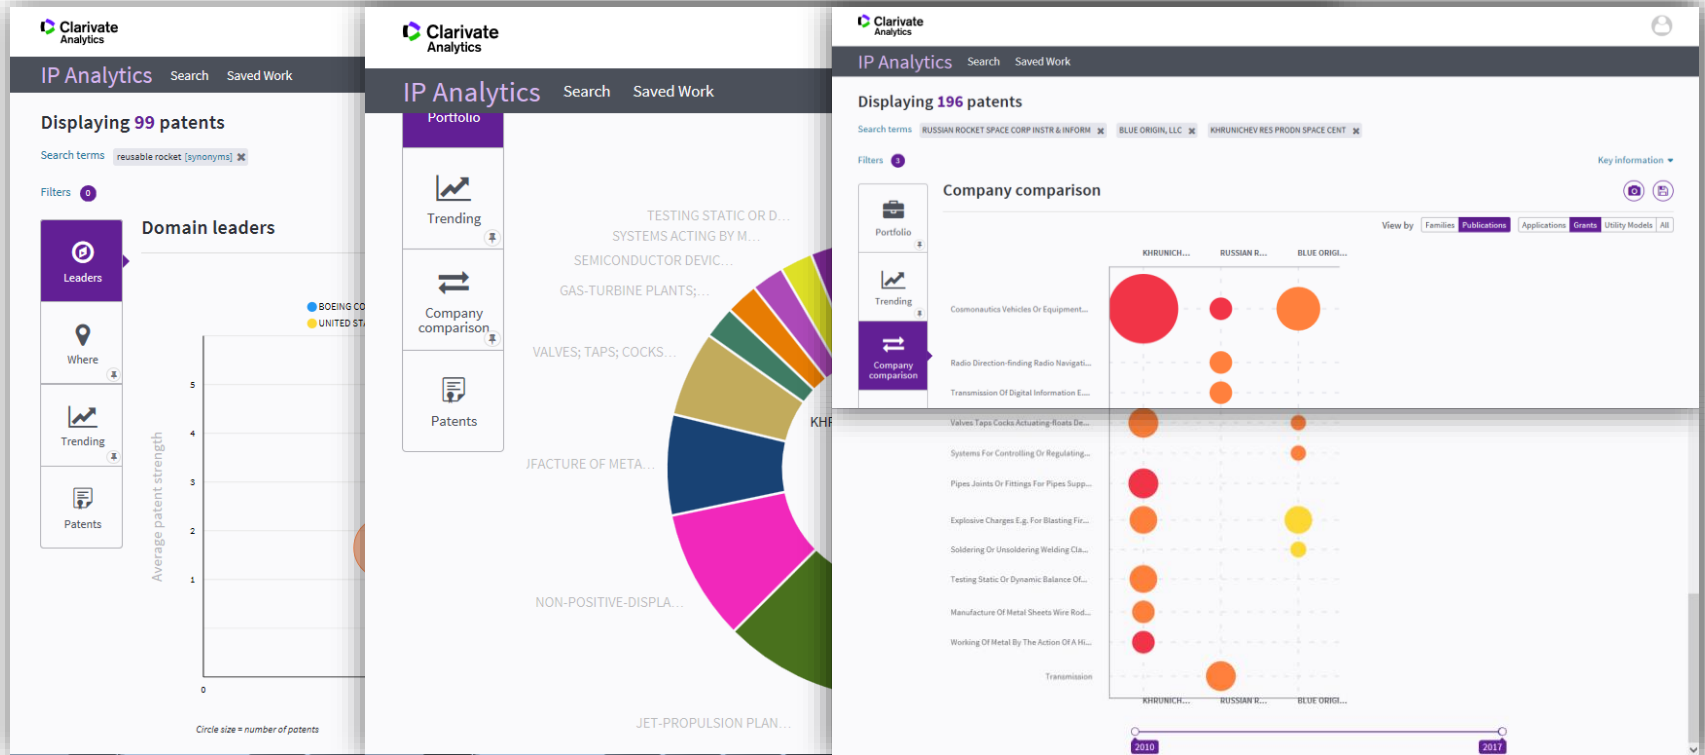 Clarivate
Analytics
IP Analytics Search Saved Work
Displaying 99 patents
Search terms reusable rocket [synonyms] ✖
Filters 0
Leaders
Where
Trending
Patents
Domain leaders
BOEING CO
UNITED STA
Average patent strength
5
4
3
2
1
0
Circle size = number of patents
Clarivate
Analytics
IP Analytics Search Saved Work
Portfolio
Trending
Company
comparison
Patents
TESTING STATIC OR D...
SYSTEMS ACTING BY M...
SEMICONDUCTOR DEVIC...
GAS-TURBINE PLANTS;...
VALVES; TAPS; COCKS...
KHR
UFACTURE OF META...
NON-POSITIVE-DISPLA...
JET-PROPULSION PLAN...
Clarivate
Analytics
IP Analytics Search Saved Work
Displaying 196 patents
Search terms RUSSIAN ROCKET SPACE CORP INSTR & INFORM ✖ BLUE ORIGIN, LLC ✖ KHRUNICHEV RES PRODN SPACE CENT ✖
Filters 3
Key information
Portfolio
Trending
Company
comparison
Company comparison
View by Families Publications Applications Grants Utility Models All
KHRUNICH... RUSSIAN R... BLUE ORIGI...
Cosmonautics Vehicles Or Equipment...
Radio Direction-finding Radio Navigati...
Transmission Of Digital Information E...
Valves Taps Cocks Actuating-floats De...
Systems For Controlling Or Regulating...
Pipes Joints Or Fittings For Pipes Supp...
Explosive Charges E.g. For Blasting Fir...
Soldering Or Unsoldering Welding Cla...
Testing Static Or Dynamic Balance Of...
Manufacture Of Metal Sheets Wire Rod...
Working Of Metal By The Action Of A Hi...
Transmission
KHRUNICH... RUSSIAN R... BLUE ORIGI...
2010 2017